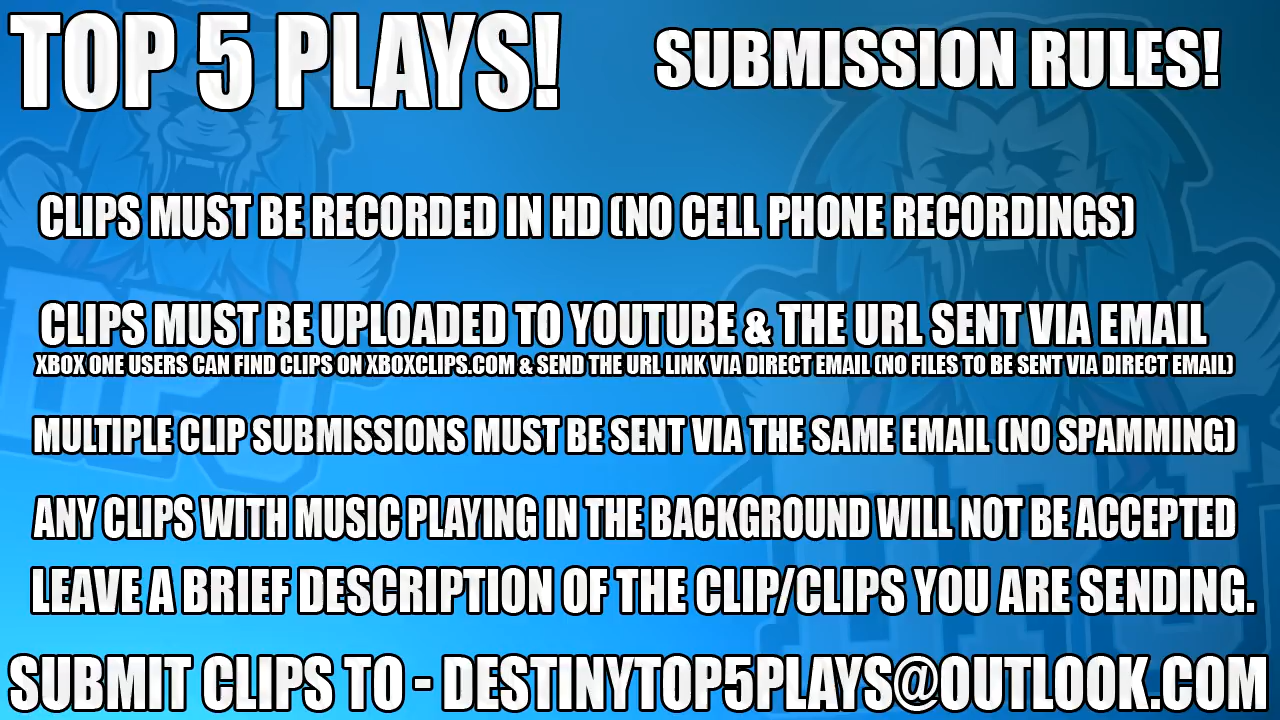 TOP 5 PLAYS!
SUBMISSION RULES!
CLIPS MUST BE RECORDED IN HD (NO CELL PHONE RECORDINGS)
CLIPS MUST BE UPLOADED TO YOUTUBE & THE URL SENT VIA EMAIL
XBOX ONE USERS CAN FIND CLIPS ON XBOXCLIPS.COM & SEND THE URL LINK VIA DIRECT EMAIL (NO FILES TO BE SENT VIA DIRECT EMAIL)
MULTIPLE CLIP SUBMISSIONS MUST BE SENT VIA THE SAME EMAIL (NO SPAMMING)
ANY CLIPS WITH MUSIC PLAYING IN THE BACKGROUND WILL NOT BE ACCEPTED
LEAVE A BRIEF DESCRIPTION OF THE CLIP/CLIPS YOU ARE SENDING.
SUBMIT CLIPS TO - DESTINYTOP5PLAYS@OUTLOOK.COM